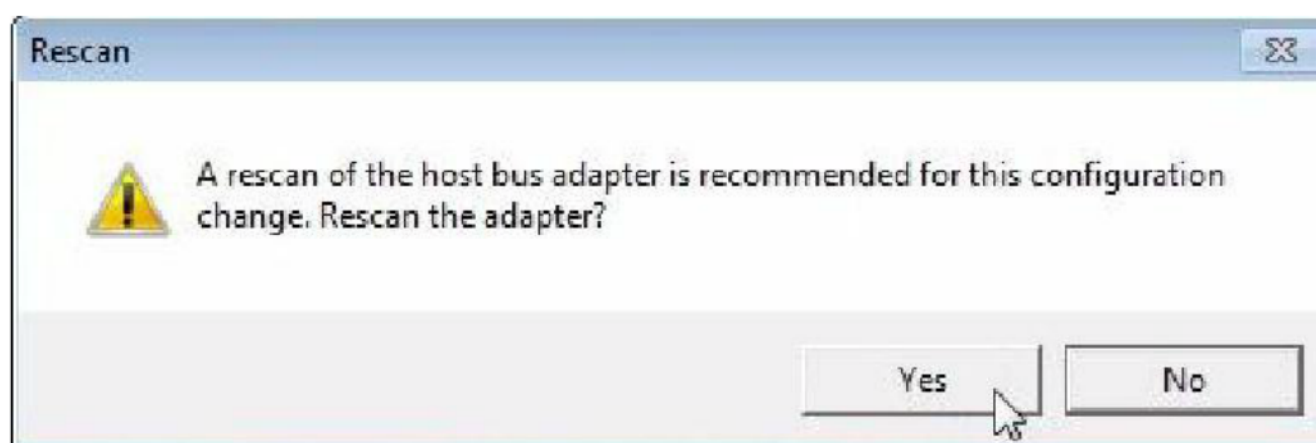 Rescan
A rescan of the host bus adapter is recommended for this configuration
change. Rescan the adapter?
Yes
No